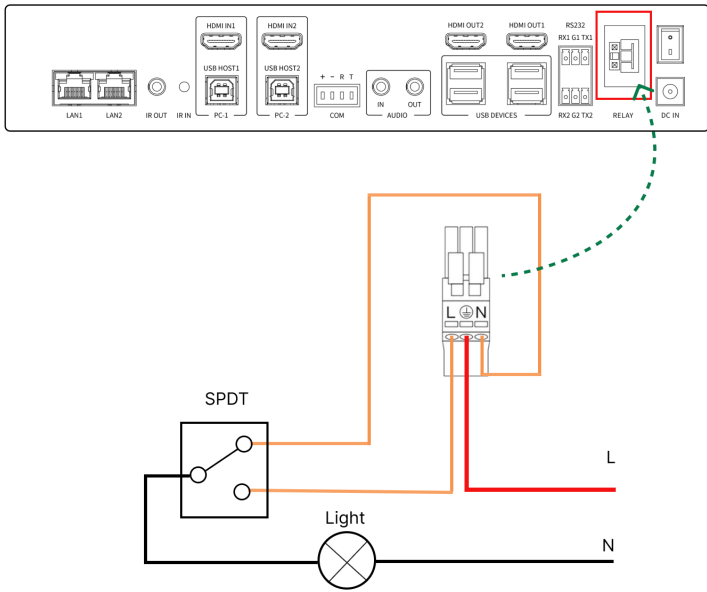 HDMI IN1
HDMI IN2
HDMI OUT2
HDMI OUT1
RS232
RX1 G1 TX1
USB HOST1
USB HOST2
+ − R T
IN
OUT
LAN1
LAN2
IR OUT
IR IN
PC-1
PC-2
COM
AUDIO
USB DEVICES
RX2 G2 TX2
RELAY
DC IN
L N
SPDT
L
Light
N